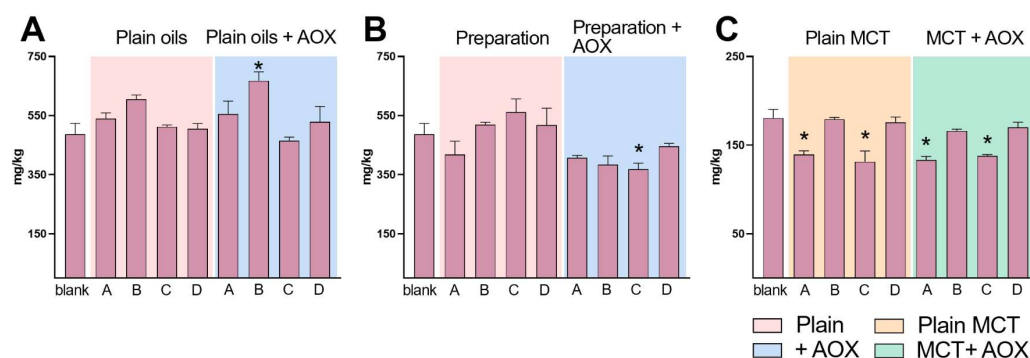 A
Plain oils
Plain oils + AOX
750
550
350
150
mg/kg
*
blank A B C D A B C D
B
Preparation
Preparation +
AOX
750
550
350
150
mg/kg
*
blank A B C D A B C D
C
Plain MCT
MCT + AOX
250
150
50
mg/kg
* * * *
blank A B C D A B C D
Plain
Plain MCT
+ AOX
MCT+ AOX